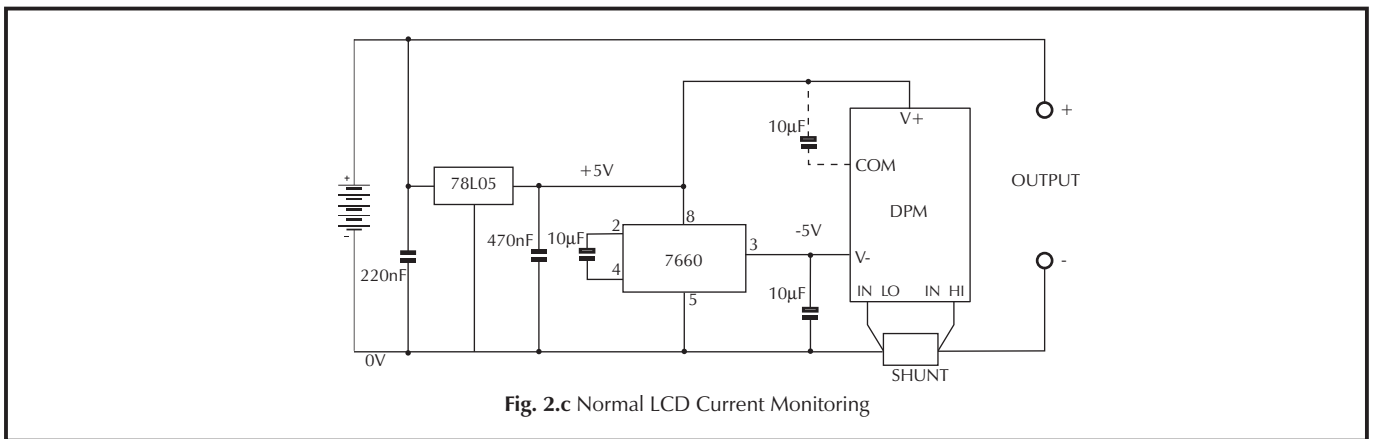 +
10µF
V+
+
COM
78L05
+5V
OUTPUT
DPM
8
-
2
470nF
10µF
3
-5V
7660
V-
-
4
220nF
10µF
IN LO
IN HI
5
0V
SHUNT
Fig. 2.c Normal LCD Current Monitoring